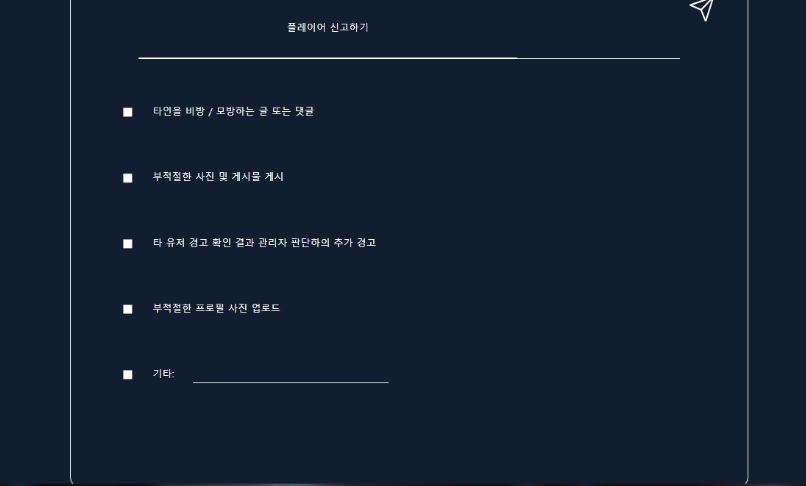 플레이어 신고하기
타인을 비방 / 모방하는 글 또는 댓글
부적절한 사진 및 게시물 게시
타 유저 경고 확인 결과 관리자 판단하의 추가 경고
부적절한 프로필 사진 업로드
기타: